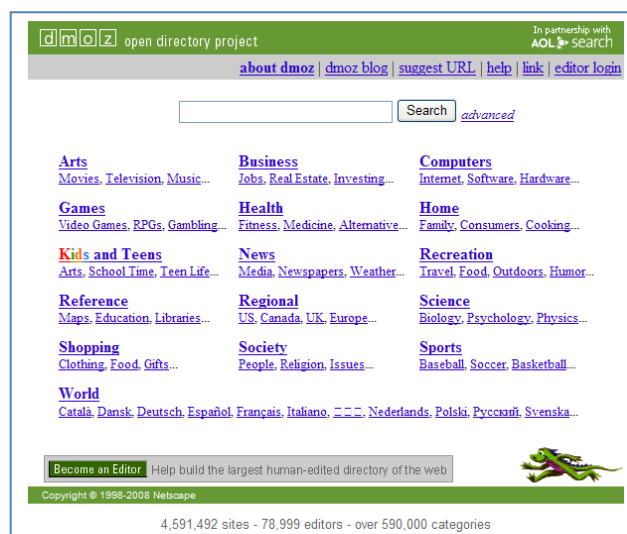 dmoz open directory project
In partnership with
AOL search
about dmoz | dmoz blog | suggest URL | help | link | editor login
Search advanced
Arts Business Computers
Movies, Television, Music... Jobs, Real Estate, Investing... Internet, Software, Hardware...
Games Health Home
Video Games, RPGs, Gambling... Fitness, Medicine, Alternative... Family, Consumers, Cooking...
Kids and Teens News Recreation
Arts, School Time, Teen Life... Media, Newspapers, Weather... Travel, Food, Outdoors, Humor...
Reference Regional Science
Maps, Education, Libraries... US, Canada, UK, Europe... Biology, Psychology, Physics...
Shopping Society Sports
Clothing, Food, Gifts... People, Religion, Issues... Baseball, Soccer, Basketball...
World
Català, Dansk, Deutsch, Español, Français, Italiano, □□□, Nederlands, Polski, Русский, Svenska...
Become an Editor Help build the largest human-edited directory of the web
Copyright © 1998-2008 Netscape
4,591,492 sites - 78,999 editors - over 590,000 categories